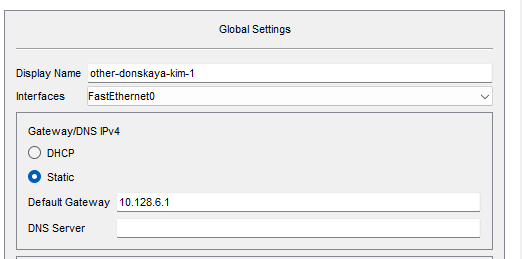 Global Settings
Display Name other-donskaya-kim-1
Interfaces FastEthernet0
Gateway/DNS IPv4
DHCP
Static
Default Gateway 10.128.6.1
DNS Server